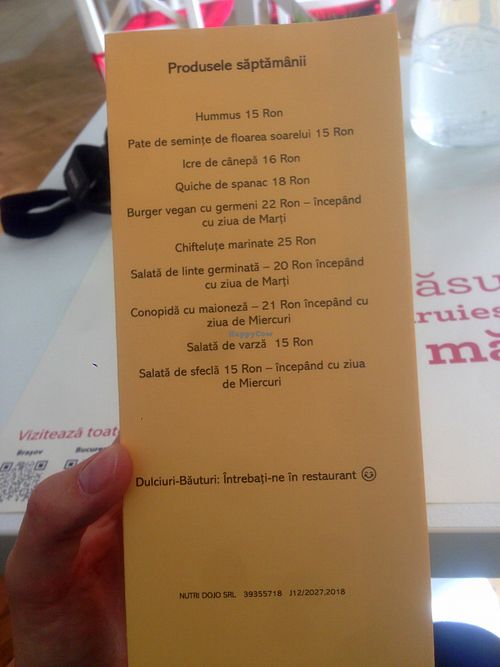 Produsele săptămânii
Hummus 15 Ron
Pate de semințe de floarea soarelui 15 Ron
Icre de cânepă 16 Ron
Quiche de spanac 18 Ron
Burger vegan cu germeni 22 Ron – începând
cu ziua de Marți
Chifteluțe marinate 25 Ron
Salată de linte germinată – 20 Ron începând
cu ziua de Marți
Conopidă cu maioneză – 21 Ron începând cu
ziua de Miercuri
HappyCow
Salată de varză 15 Ron
Salată de sfeclă 15 Ron – începând cu ziua
de Miercuri
Dulciuri-Băuturi: Întrebați-ne în restaurant
NUTRI DOJO SRL 39355718 J12/2027,2018
Vizitează
Brașov